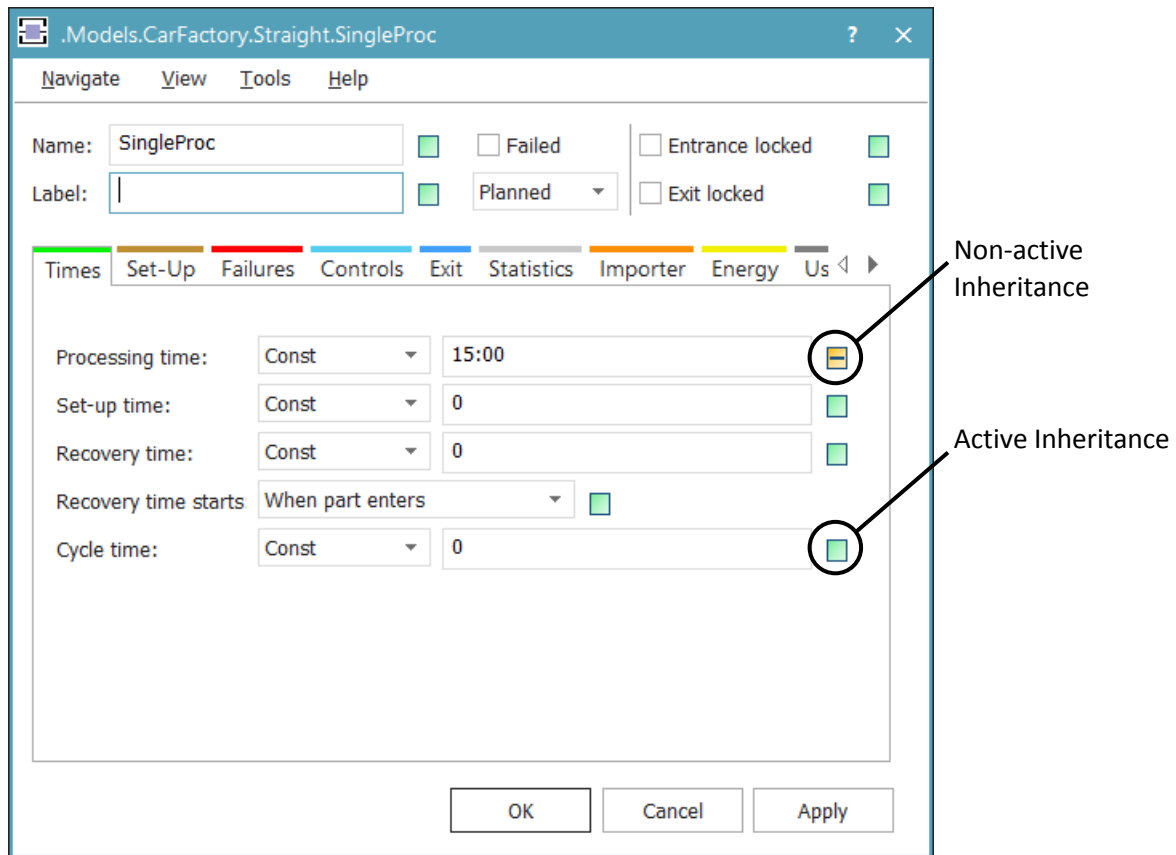 .Models.CarFactory.Straight.SingleProc ? ×
Navigate View Tools Help
Name: SingleProc Failed Entrance locked
Label: Planned Exit locked
Times Set-Up Failures Controls Exit Statistics Importer Energy Us
Non-active
Inheritance
Processing time: Const 15:00
Set-up time: Const 0
Recovery time: Const 0
Active Inheritance
Recovery time starts When part enters
Cycle time: Const 0
OK Cancel Apply